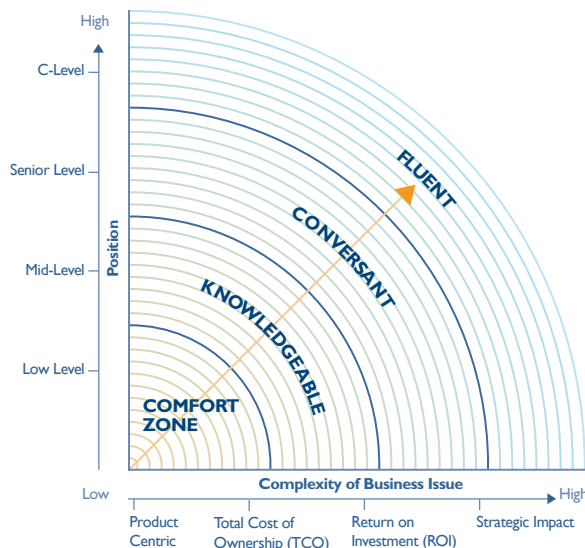 High
C-Level
Senior Level
Position
Mid-Level
Low Level
FLUENT
CONVERSANT
KNOWLEDGEABLE
COMFORT
ZONE
Low
Complexity of Business Issue
High
Product
Centric
Total Cost of
Ownership (TCO)
Return on
Investment (ROI)
Strategic Impact